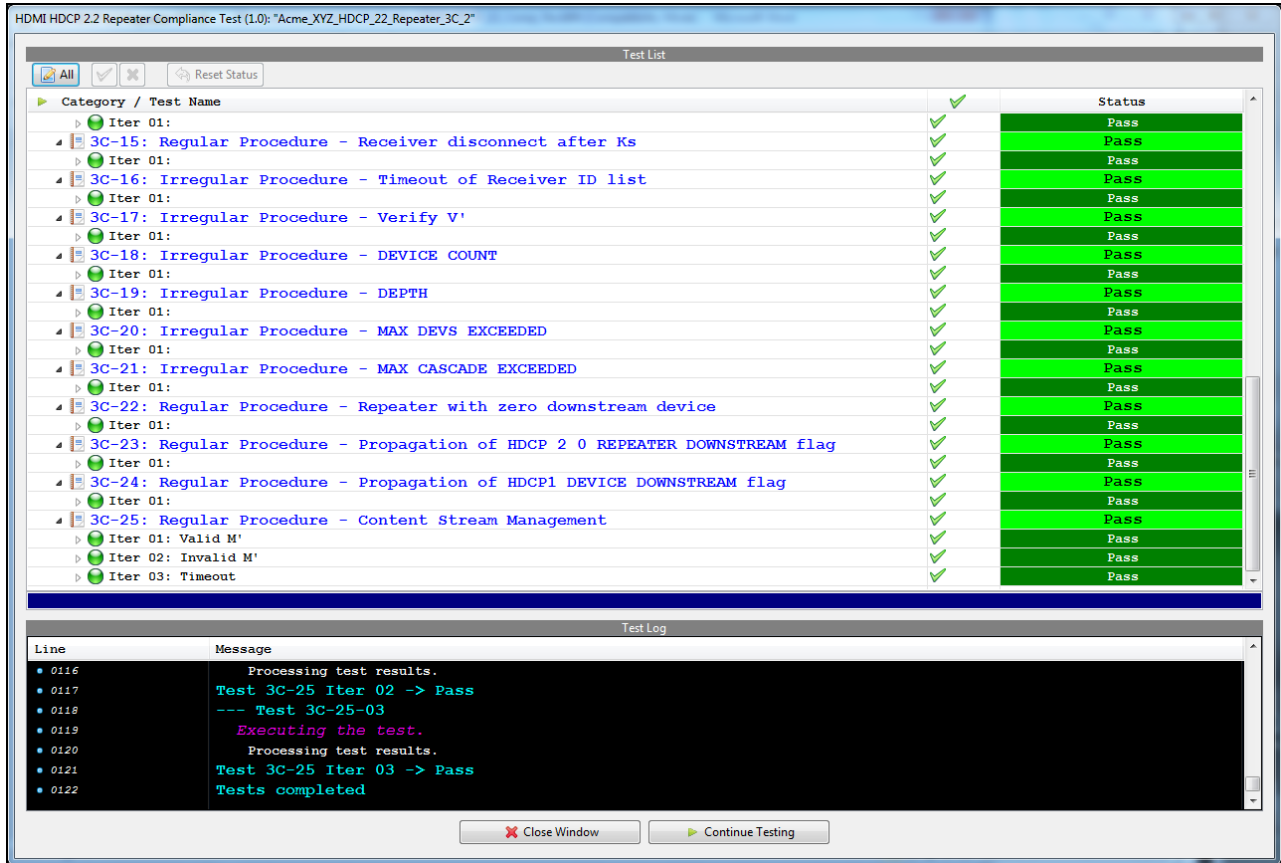 HDMI HDCP 2.2 Repeater Compliance Test (1.0): "Acme_XYZ_HDCP_22_Repeater_3C_2"
Test List
All Reset Status
Category / Test Name Status
Iter 01: Pass
3C-15: Regular Procedure - Receiver disconnect after Ks Pass
Iter 01: Pass
3C-16: Irregular Procedure - Timeout of Receiver ID list Pass
Iter 01: Pass
3C-17: Irregular Procedure - Verify V' Pass
Iter 01: Pass
3C-18: Irregular Procedure - DEVICE COUNT Pass
Iter 01: Pass
3C-19: Irregular Procedure - DEPTH Pass
Iter 01: Pass
3C-20: Irregular Procedure - MAX DEVS EXCEEDED Pass
Iter 01: Pass
3C-21: Irregular Procedure - MAX CASCADE EXCEEDED Pass
Iter 01: Pass
3C-22: Regular Procedure - Repeater with zero downstream device Pass
Iter 01: Pass
3C-23: Regular Procedure - Propagation of HDCP 2 0 REPEATER DOWNSTREAM flag Pass
Iter 01: Pass
3C-24: Regular Procedure - Propagation of HDCP1 DEVICE DOWNSTREAM flag Pass
Iter 01: Pass
3C-25: Regular Procedure - Content Stream Management Pass
Iter 01: Valid M' Pass
Iter 02: Invalid M' Pass
Iter 03: Timeout Pass
Test Log
Line Message
0116 Processing test results.
0117 Test 3C-25 Iter 02 -> Pass
0118 --- Test 3C-25-03
0119 Executing the test.
0120 Processing test results.
0121 Test 3C-25 Iter 03 -> Pass
0122 Tests completed
Close Window Continue Testing